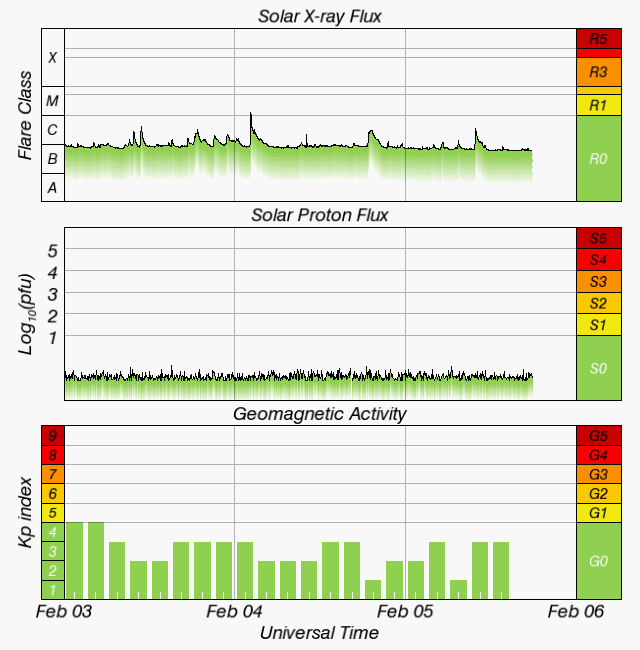 Solar X-ray Flux
Flare Class
X
M
C
B
A
R5
R3
R1
R0
Solar Proton Flux
Log10(pfu)
5
4
3
2
1
S5
S4
S3
S2
S1
S0
Geomagnetic Activity
Kp index
9
8
7
6
5
4
3
2
1
G5
G4
G3
G2
G1
G0
Feb 03 Feb 04 Feb 05 Feb 06
Universal Time